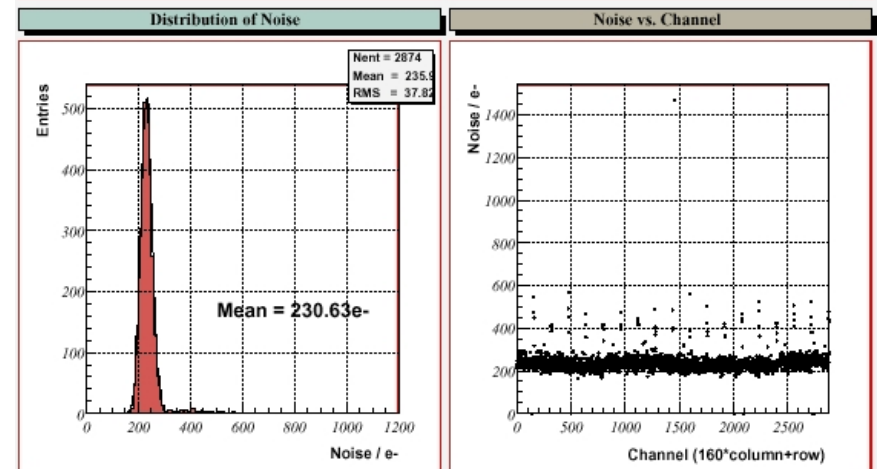 Distribution of Noise
Nent = 2874
Mean = 235.9
RMS = 37.82
Entries
500
400
300
200
100
0
0 200 400 600 800 1000 1200
Mean = 230.63e-
Noise / e-
Noise vs. Channel
Noise / e-
1400
1200
1000
800
600
400
200
0
0 500 1000 1500 2000 2500
Channel (160*column+row)